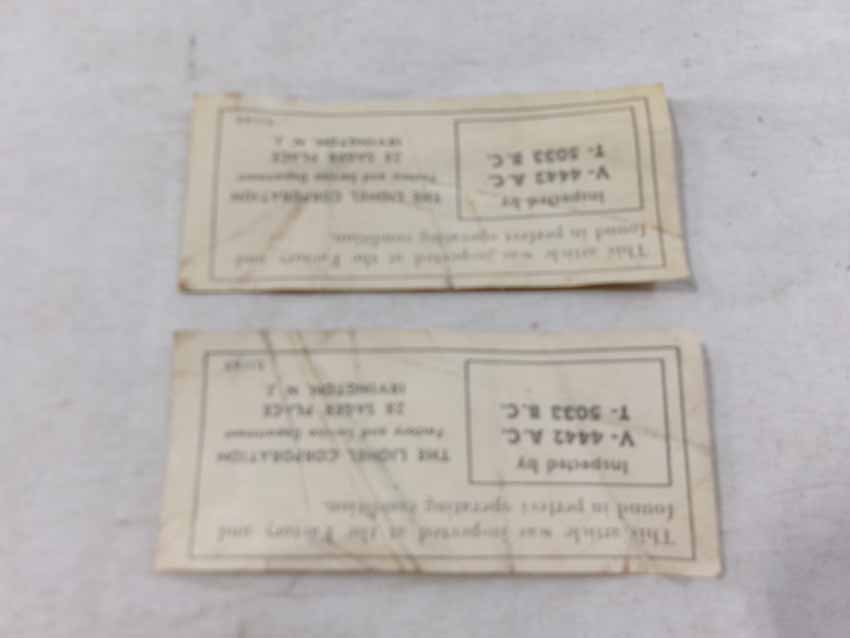 This article was inspected at the Factory and
found in perfect operating condition.
Inspected by
V- 4442 A.C.
T- 5033 B.C.
THE LIONEL CORPORATION
Factory and Service Department
28 SAGER PLACE
IRVINGTON, N. J.
This article was inspected at the Factory and
found in perfect operating condition.
Inspected by
V- 4442 A.C.
T- 5033 B.C.
THE LIONEL CORPORATION
Factory and Service Department
28 SAGER PLACE
IRVINGTON, N. J.